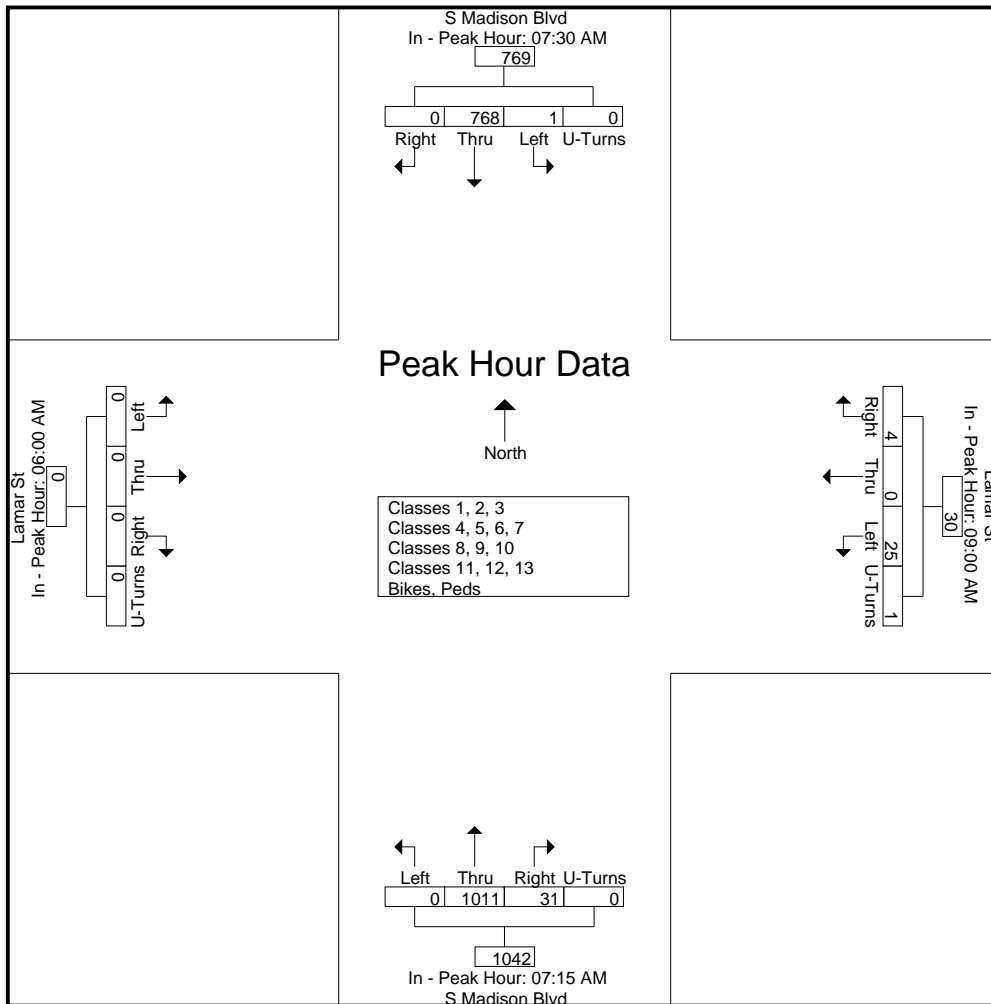 S Madison Blvd
In - Peak Hour: 07:30 AM
769
0 768 1 0
Right Thru Left U-Turns
Peak Hour Data
North
Classes 1, 2, 3
Classes 4, 5, 6, 7
Classes 8, 9, 10
Classes 11, 12, 13
Bikes, Peds
Lamar St
In - Peak Hour: 06:00 AM
0
0 0 0 0
Left Thru Right U-Turns
Lamar St
In - Peak Hour: 09:00 AM
30
4 0 25 1
Right Thru Left U-Turns
Left Thru Right U-Turns
0 1011 31 0
1042
In - Peak Hour: 07:15 AM
S Madison Blvd